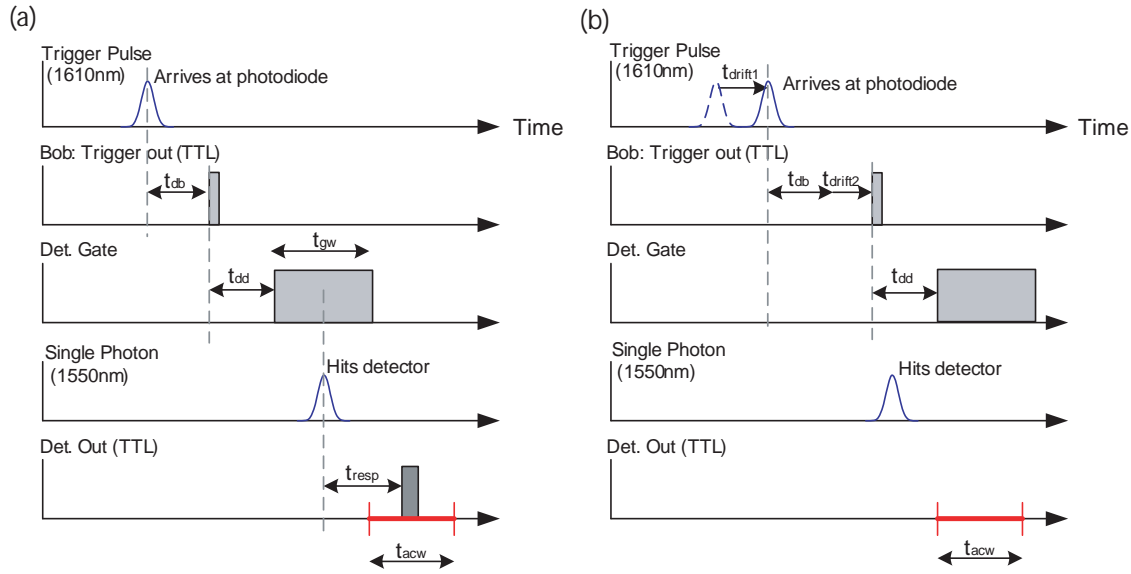 (a)
Trigger Pulse
(1610nm)
Arrives at photodiode
Time
Bob: Trigger out (TTL)
tdb
Det. Gate
tgw
tdd
Single Photon
(1550nm)
Hits detector
Det. Out (TTL)
tresp
tacw
(b)
Trigger Pulse
(1610nm)
tdrift1
Arrives at photodiode
Time
Bob: Trigger out (TTL)
tdb tdrift2
Det. Gate
tdd
Single Photon
(1550nm)
Hits detector
Det. Out (TTL)
tacw